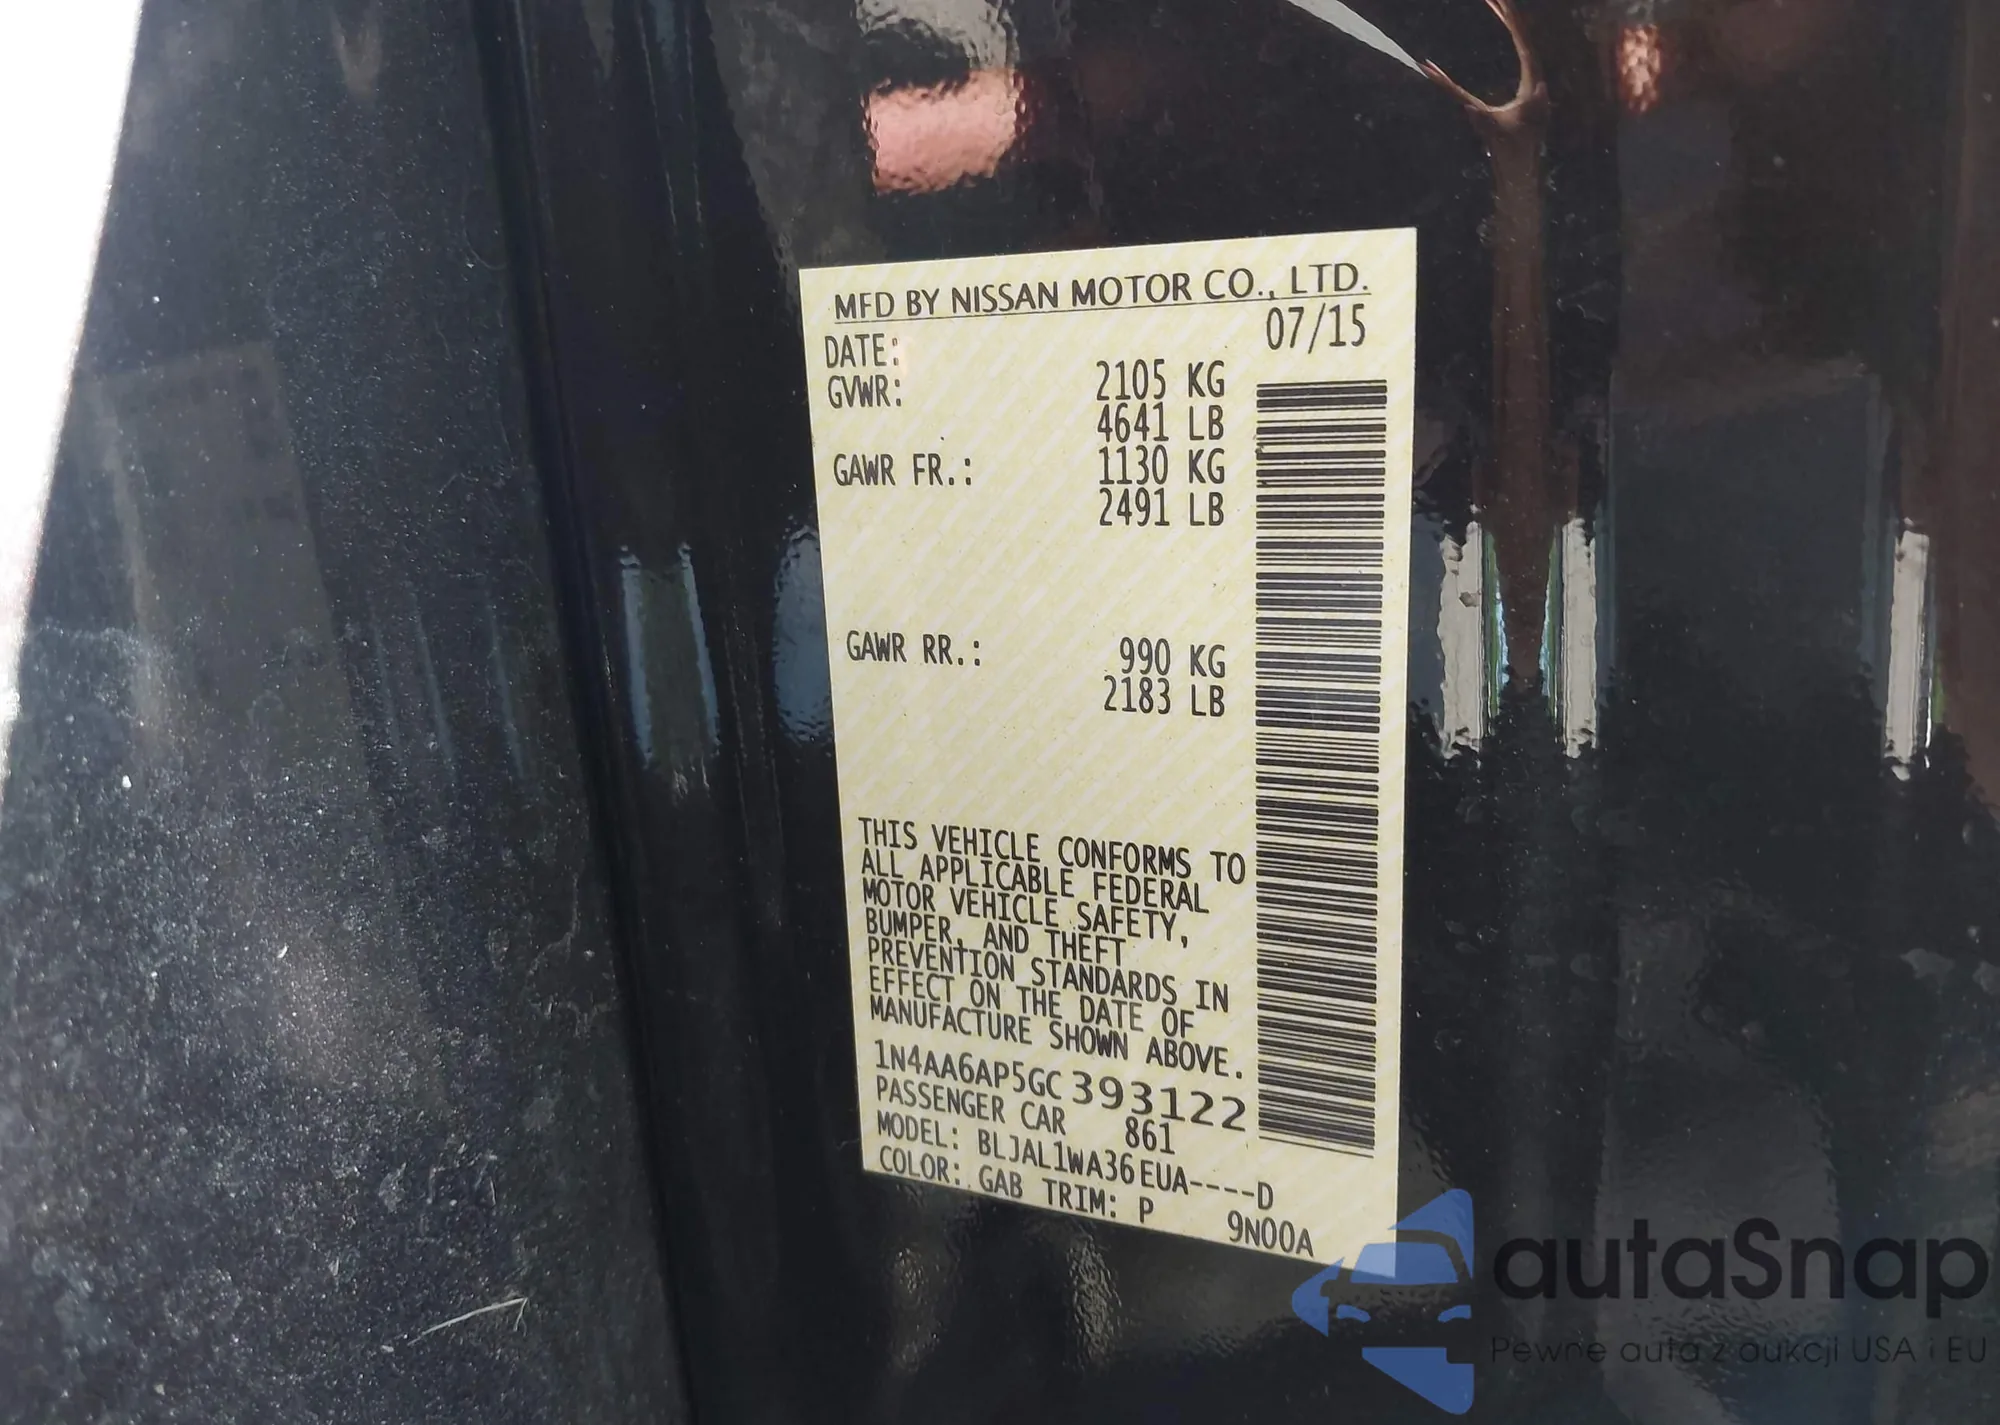 MFD BY NISSAN MOTOR CO., LTD.
DATE: 07/15
GVWR: 2105 KG
4641 LB
GAWR FR.: 1130 KG
2491 LB
GAWR RR.: 990 KG
2183 LB
THIS VEHICLE CONFORMS TO
ALL APPLICABLE FEDERAL
MOTOR VEHICLE SAFETY,
BUMPER, AND THEFT
PREVENTION STANDARDS IN
EFFECT ON THE DATE OF
MANUFACTURE SHOWN ABOVE.
1N4AA6AP5GC 393122
PASSENGER CAR 861
MODEL: BLJAL1WA36EUA----D
COLOR: GAB TRIM: P 9N00A
autaSnap
Pewne auta z aukcji USA i EU